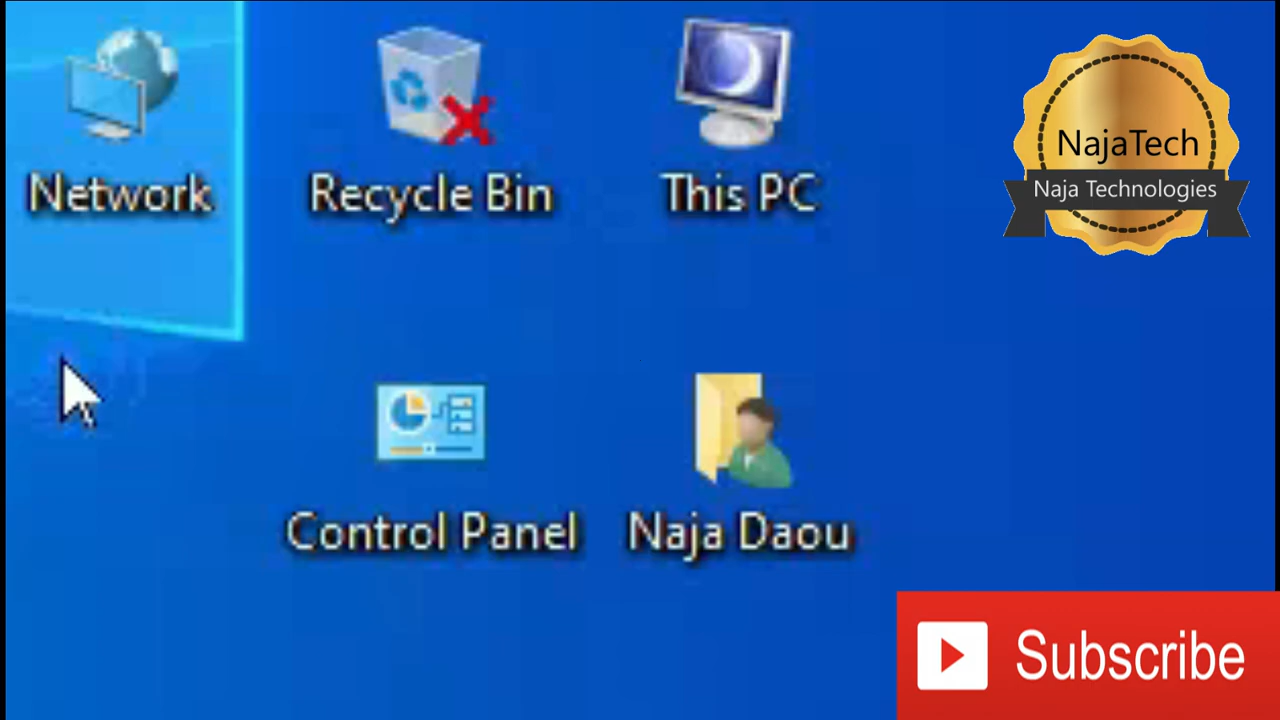 Network
Recycle Bin
This PC
NajaTech
Naja Technologies
Control Panel
Naja Daou
Subscribe